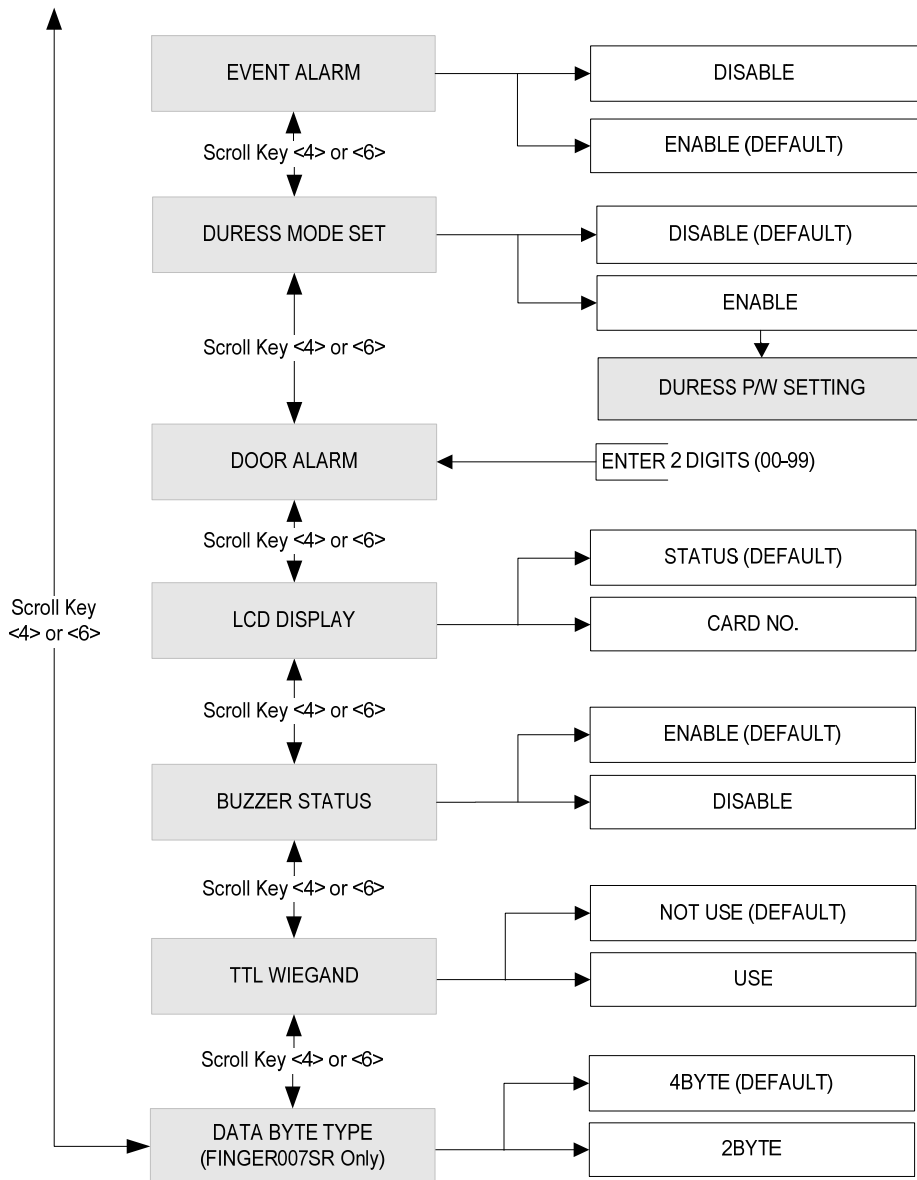 EVENT ALARM
DISABLE
ENABLE (DEFAULT)
Scroll Key <4> or <6>
DURESS MODE SET
DISABLE (DEFAULT)
ENABLE
Scroll Key <4> or <6>
DURESS P/W SETTING
DOOR ALARM
ENTER 2 DIGITS (00-99)
Scroll Key <4> or <6>
STATUS (DEFAULT)
LCD DISPLAY
CARD NO.
Scroll Key
<4> or <6>
Scroll Key <4> or <6>
ENABLE (DEFAULT)
BUZZER STATUS
DISABLE
Scroll Key <4> or <6>
NOT USE (DEFAULT)
TTL WIEGAND
USE
Scroll Key <4> or <6>
4BYTE (DEFAULT)
DATA BYTE TYPE
(FINGER007SR Only)
2BYTE